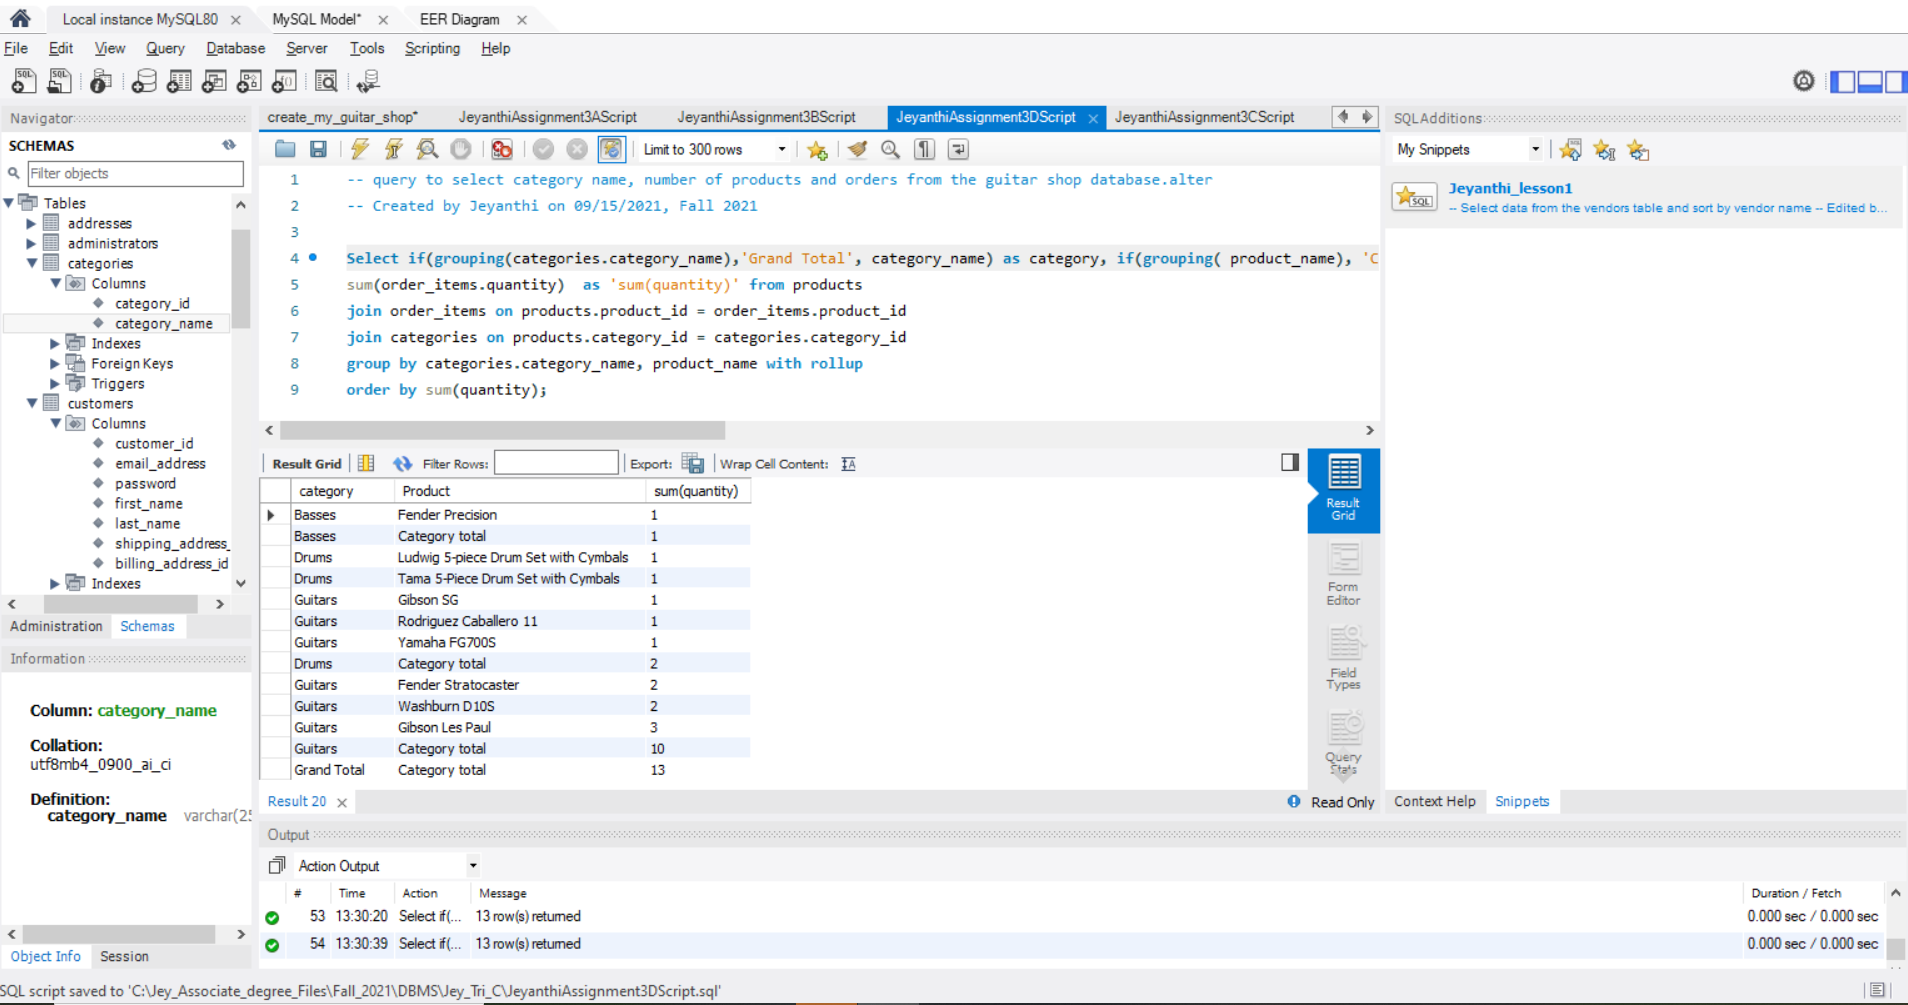 Local instance MySQL80
MySQL Model*
EER Diagram
File Edit View Query Database Server Tools Scripting Help
Navigator
SCHEMAS
Filter objects
Tables
addresses
administrators
categories
Columns
category_id
category_name
Indexes
Foreign Keys
Triggers
customers
Columns
customer_id
email_address
password
first_name
last_name
shipping_address_
billing_address_id
Indexes
Administration Schemas
Information
Column: category_name
Collation:
utf8mb4_0900_ai_ci
Definition:
category_name varchar(25
Object Info Session
create_my_guitar_shop* JeyanthiAssignment3AScript JeyanthiAssignment3BScript JeyanthiAssignment3DScript JeyanthiAssignment3CScript
Limit to 300 rows
1 -- query to select category name, number of products and orders from the guitar shop database.alter
2 -- Created by Jeyanthi on 09/15/2021, Fall 2021
3
4 Select if(grouping(categories.category_name),'Grand Total', category_name) as category, if(grouping( product_name), 'C
5 sum(order_items.quantity)  as 'sum(quantity)' from products
6 join order_items on products.product_id = order_items.product_id
7 join categories on products.category_id = categories.category_id
8 group by categories.category_name, product_name with rollup
9 order by sum(quantity);
Result Grid Filter Rows: Export: Wrap Cell Content:
category Product sum(quantity)
Basses Fender Precision 1
Basses Category total 1
Drums Ludwig 5-piece Drum Set with Cymbals 1
Drums Tama 5-Piece Drum Set with Cymbals 1
Guitars Gibson SG 1
Guitars Rodriguez Caballero 11 1
Guitars Yamaha FG700S 1
Drums Category total 2
Guitars Fender Stratocaster 2
Guitars Washburn D10S 2
Guitars Gibson Les Paul 3
Guitars Category total 10
Grand Total Category total 13
Result
Grid
Form
Editor
Field
Types
Query
Stats
Result 20
Read Only
SQL Additions
My Snippets
SQL
Jeyanthi_lesson1
-- Select data from the vendors table and sort by vendor name -- Edited b...
Context Help Snippets
Output
Action Output
# Time Action Message Duration / Fetch
53 13:30:20 Select if(... 13 row(s) returned 0.000 sec / 0.000 sec
54 13:30:39 Select if(... 13 row(s) returned 0.000 sec / 0.000 sec
SQL script saved to 'C:\Jey_Associate_degree_Files\Fall_2021\DBMS\Jey_Tri_C\JeyanthiAssignment3DScript.sql'